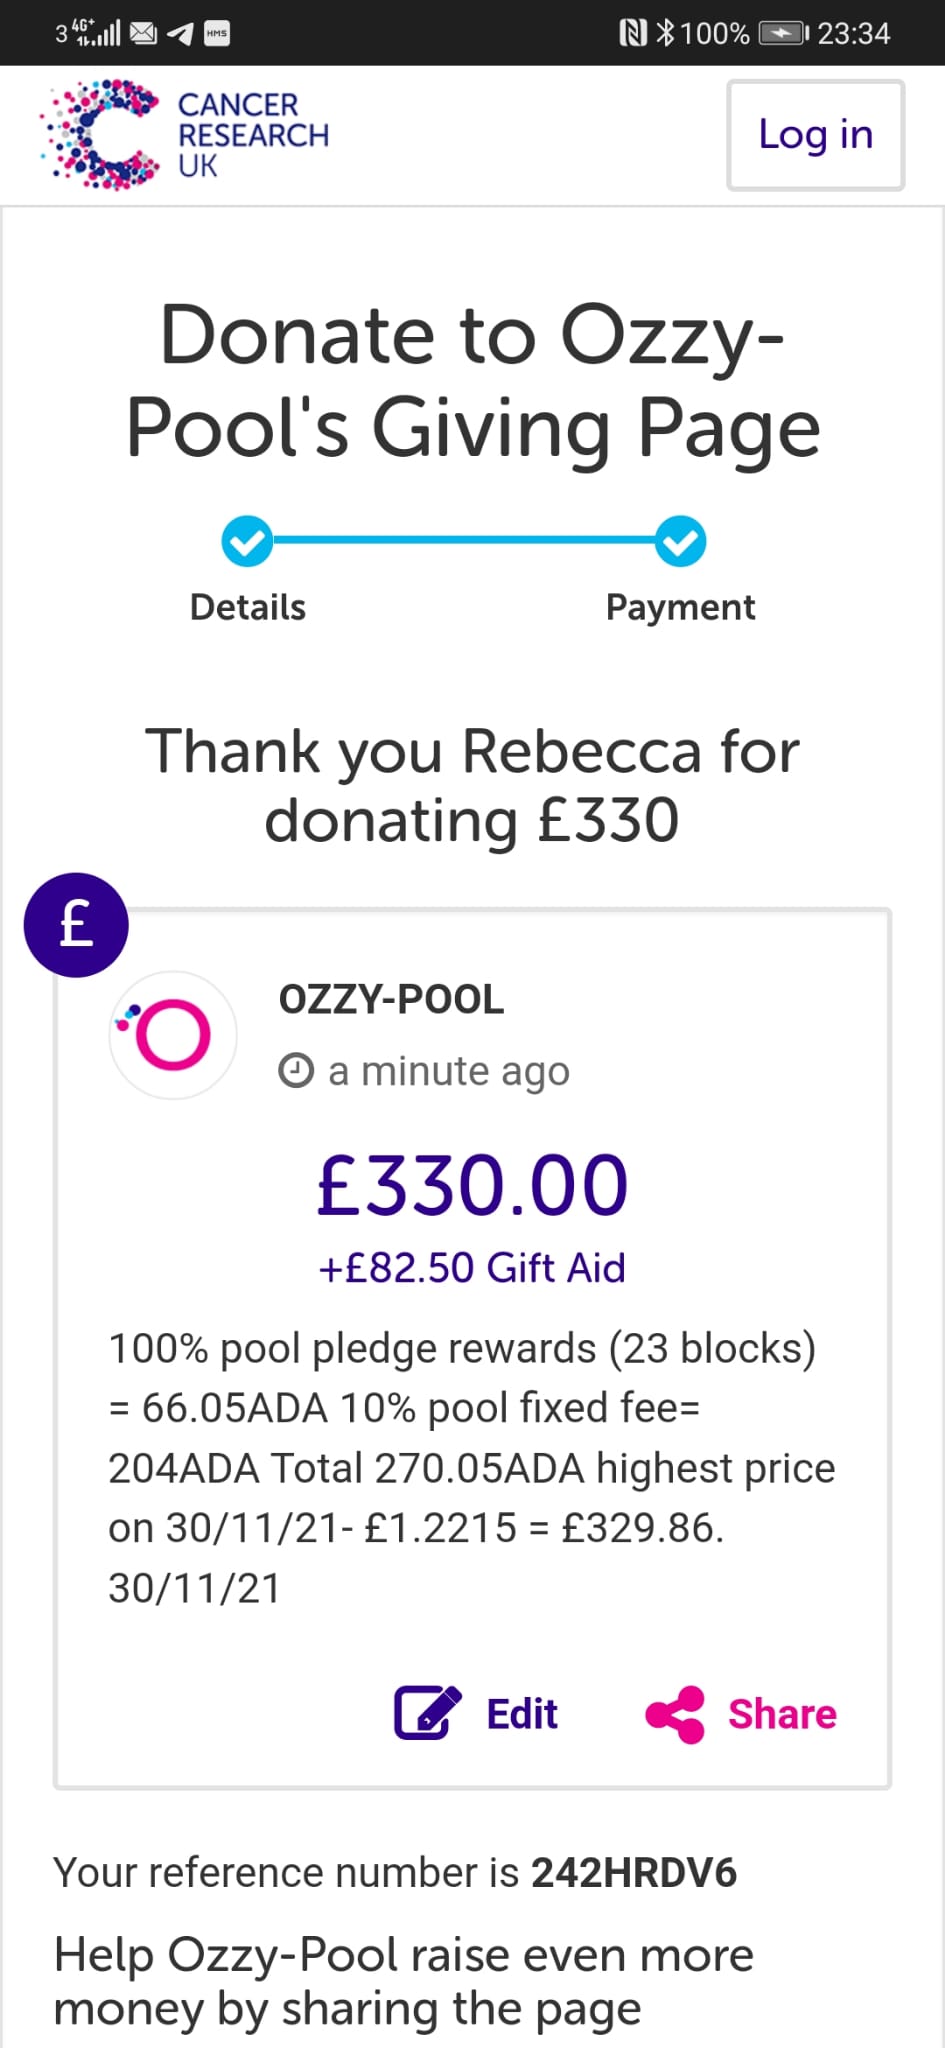 3 4G+ HMS 100% 23:34
CANCER
RESEARCH
UK
Log in
Donate to Ozzy-
Pool's Giving Page
Details Payment
Thank you Rebecca for
donating £330
£
OZZY-POOL
a minute ago
£330.00
+£82.50 Gift Aid
100% pool pledge rewards (23 blocks)
= 66.05ADA 10% pool fixed fee=
204ADA Total 270.05ADA highest price
on 30/11/21- £1.2215 = £329.86.
30/11/21
Edit Share
Your reference number is 242HRDV6
Help Ozzy-Pool raise even more
money by sharing the page